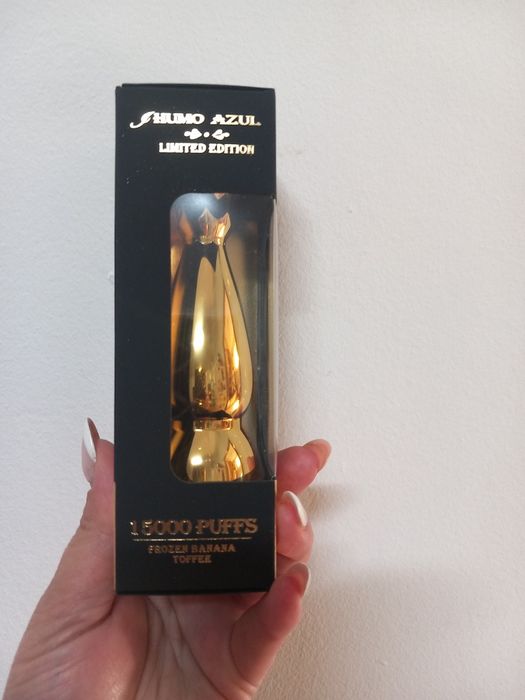 HUMO AZUL
LIMITED EDITION
15000 PUFFS
FROZEN BANANA
TOFFEE